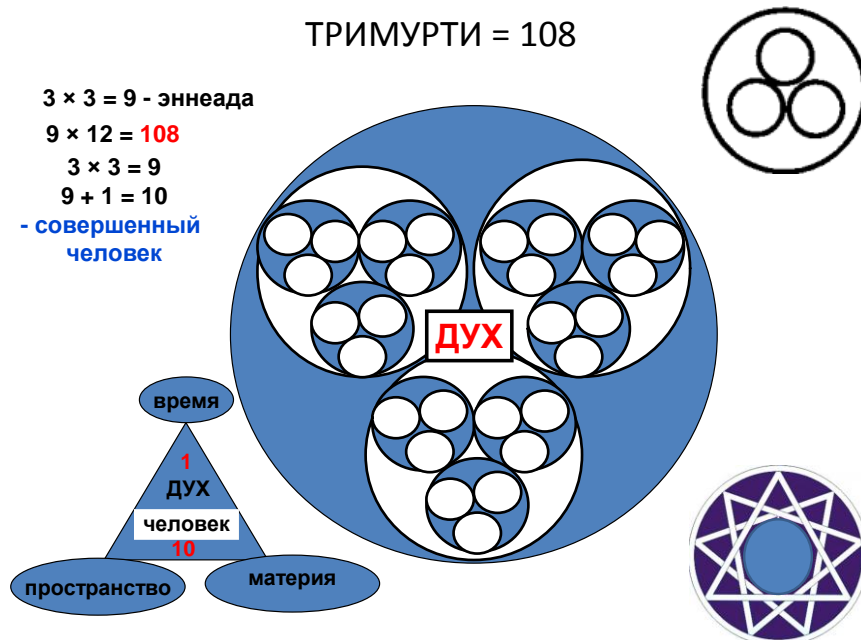 ТРИМУРТИ = 108
3 × 3 = 9 - эннеада
9 × 12 = 108
3 × 3 = 9
9 + 1 = 10
- совершенный
человек
ДУХ
время
1
ДУХ
человек
10
пространство
материя